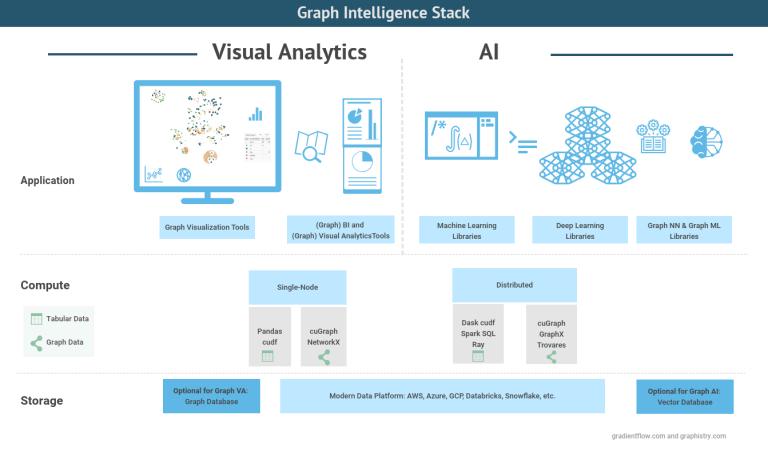 Graph Intelligence Stack
Visual Analytics
AI
/*
Application
Graph Visualization Tools
(Graph) BI and
(Graph) Visual AnalyticsTools
Machine Learning
Libraries
Deep Learning
Libraries
Graph NN & Graph ML
Libraries
Compute
Tabular Data
Graph Data
Single-Node
Pandas
cudf
cuGraph
NetworkX
Distributed
Dask cudf
Spark SQL
Ray
cuGraph
GraphX
Trovares
Storage
Optional for Graph VA:
Graph Database
Modern Data Platform: AWS, Azure, GCP, Databricks, Snowflake, etc.
Optional for Graph AI:
Vector Database
gradientflow.com and graphistry.com